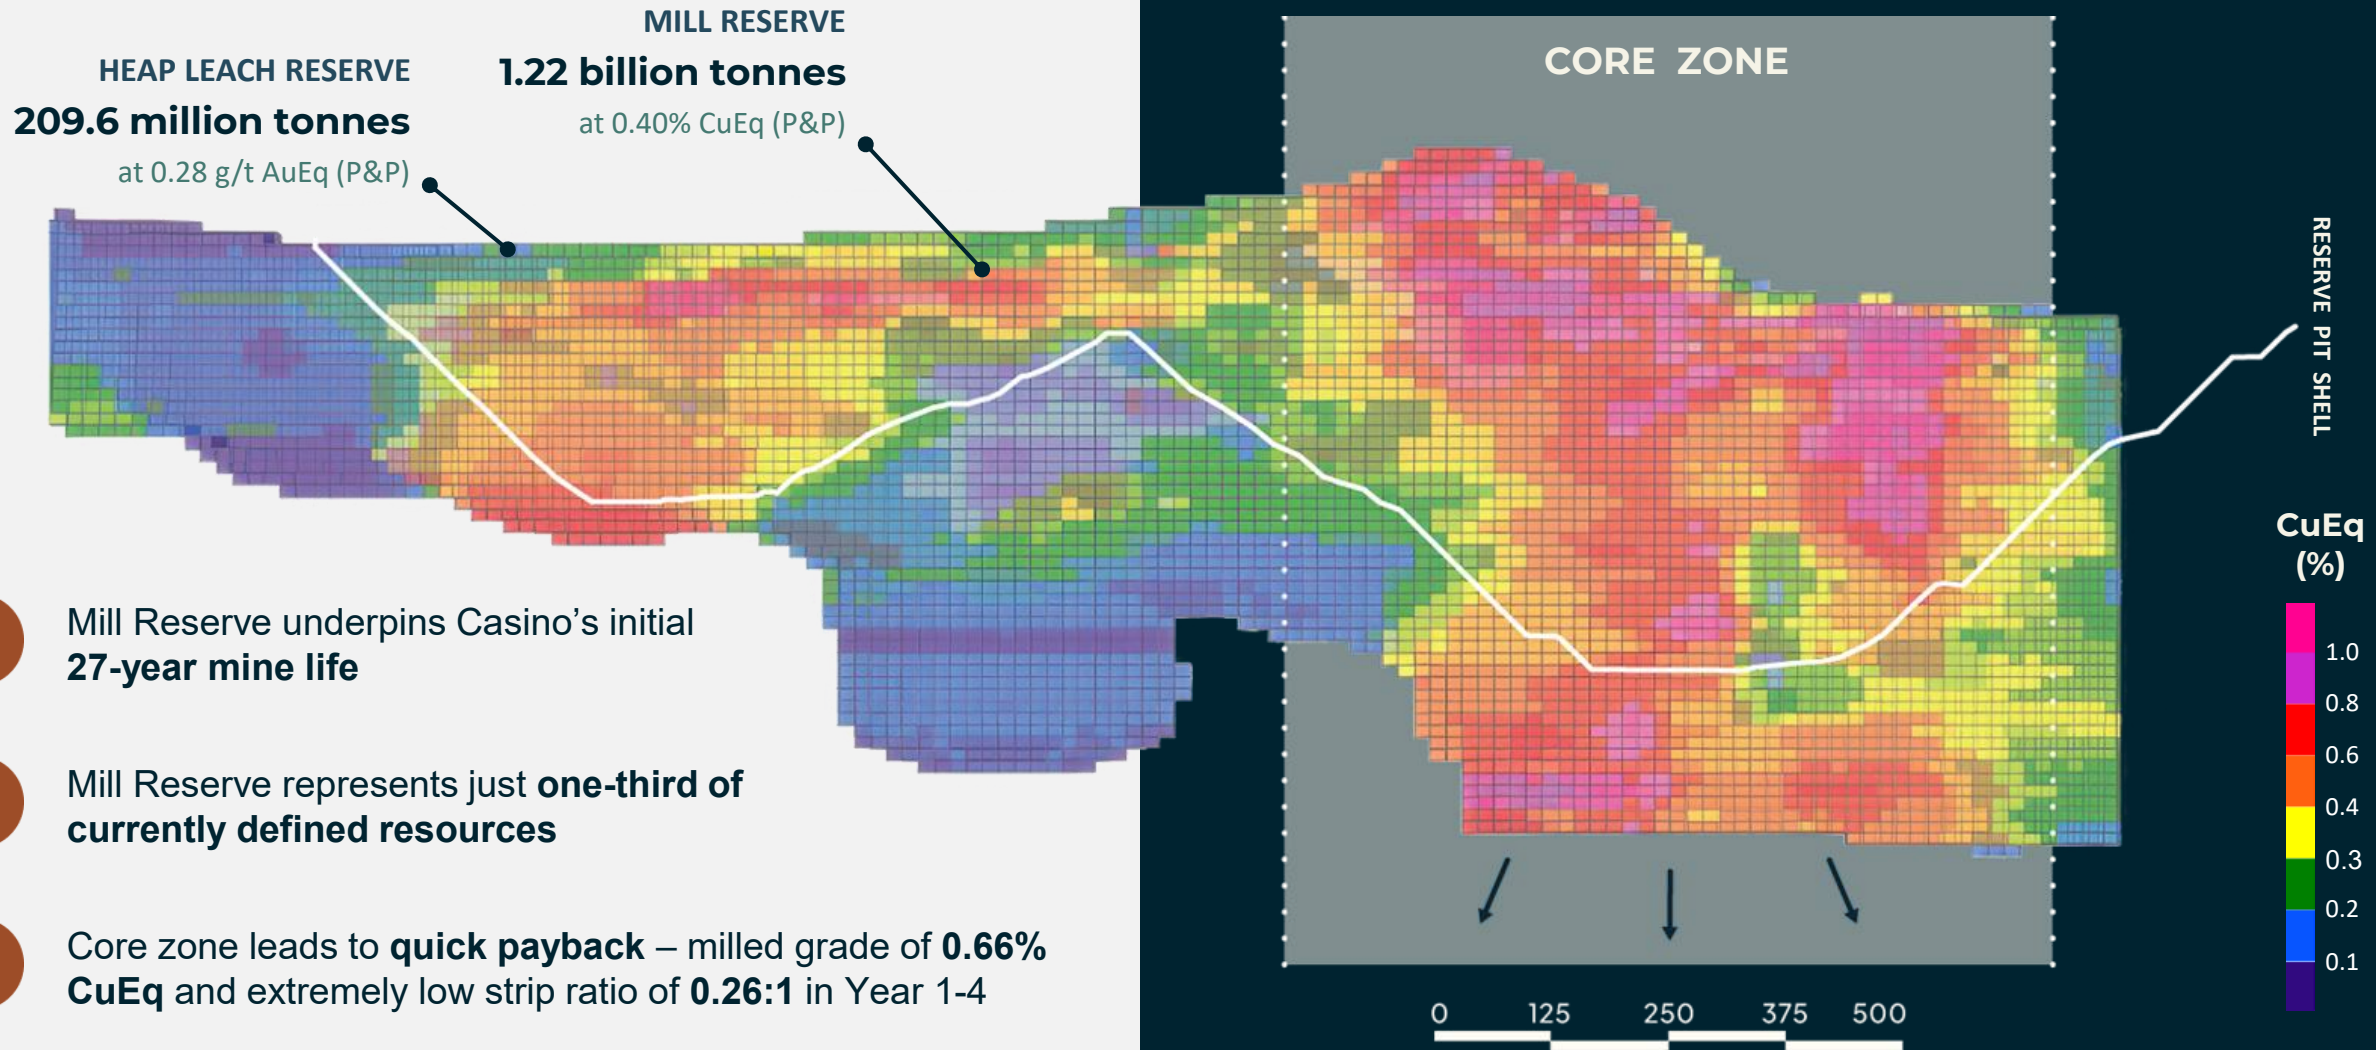 MILL RESERVE
1.22 billion tonnes
at 0.40% CuEq (P&P)
HEAP LEACH RESERVE
209.6 million tonnes
at 0.28 g/t AuEq (P&P)
CORE ZONE
RESERVE PIT SHELL
Mill Reserve underpins Casino’s initial
27-year mine life
Mill Reserve represents just one-third of
currently defined resources
Core zone leads to quick payback – milled grade of 0.66%
CuEq and extremely low strip ratio of 0.26:1 in Year 1-4
CuEq
(%)
1.0
0.8
0.6
0.4
0.3
0.2
0.1
0 125 250 375 500